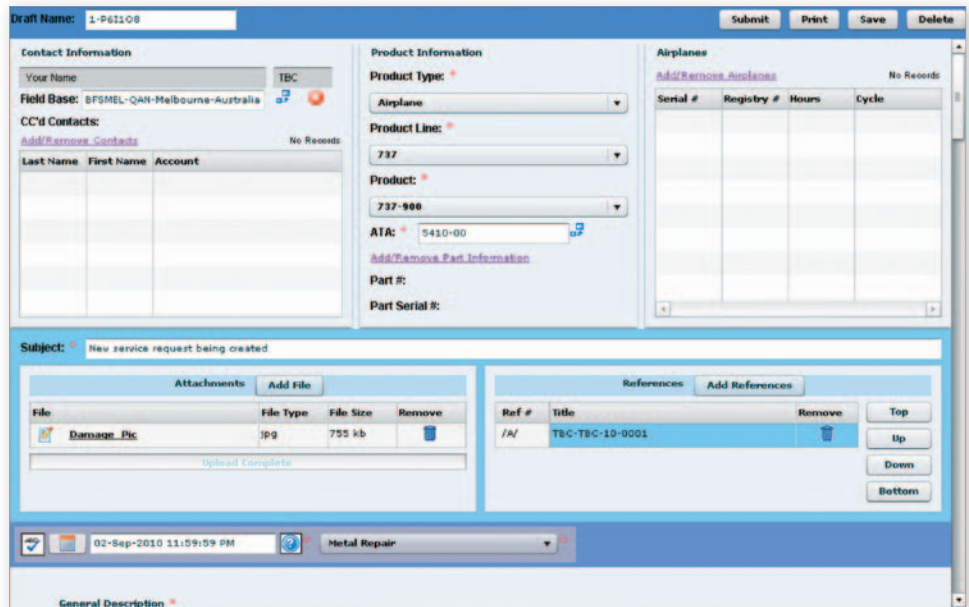 Draft Name: 1-P6I1O8 Submit Print Save Delete
Contact Information
Your Name TBC
Field Base: BFSMEL-QAN-Melbourne-Australia
CC'd Contacts:
Add/Remove Contacts No Records
Last Name First Name Account
Product Information
Product Type: *
Airplane
Product Line: *
737
Product: *
737-900
ATA: * 5410-00
Add/Remove Part Information
Part #:
Part Serial #:
Airplanes
Add/Remove Airplanes No Records
Serial # Registry # Hours Cycle
Subject: * New service request being created
Attachments Add File
File File Type File Size Remove
Damage_Pic jpg 755 kb
Upload Complete
References Add References
Ref # Title Remove
/A/ TBC-TBC-10-0001
Top
Up
Down
Bottom
02-Sep-2010 11:59:59 PM * Metal Repair *
General Description *